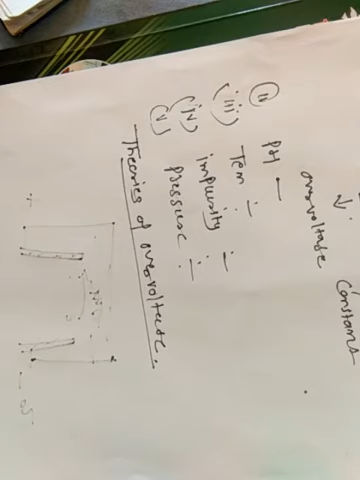 ↓
overvoltage constant
(ii) PH —
(iii) Tem :-
(iv) impurity :-
(v) pressure :-
Theories of overvoltage.
+